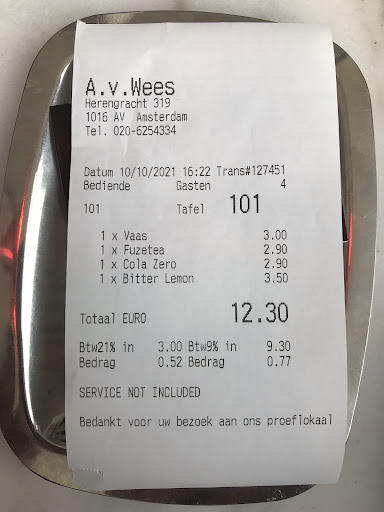 A.v.Wees
Herengracht 319
1016 AV Amsterdam
Tel. 020-6254334
Datum 10/10/2021 16:22 Trans#127451
Bediende Gasten 4
101 Tafel 101
1 x Vaas 3.00
1 x Fuzetea 2.90
1 x Cola Zero 2.90
1 x Bitter Lemon 3.50
Totaal EURO 12.30
Btw21% in 3.00 Btw9% in 9.30
Bedrag 0.52 Bedrag 0.77
SERVICE NOT INCLUDED
Bedankt voor uw bezoek aan ons proeflokaal